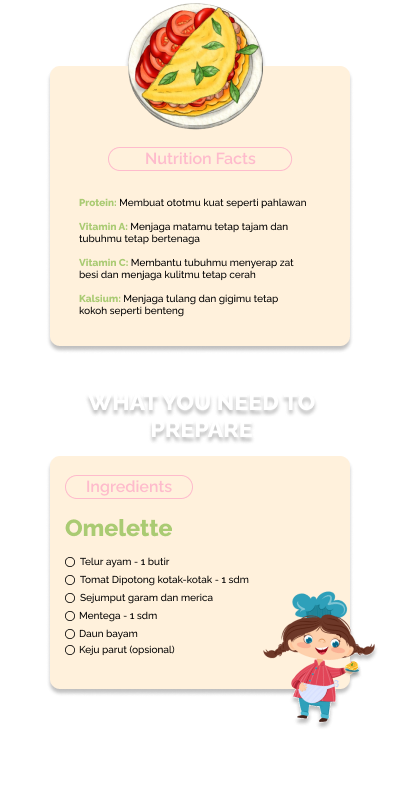 Nutrition Facts
Protein: Membuat ototmu kuat seperti pahlawan
Vitamin A: Menjaga matamu tetap tajam dan
tubuhmu tetap bertenaga
Vitamin C: Membantu tubuhmu menyerap zat
besi dan menjaga kulitmu tetap cerah
Kalsium: Menjaga tulang dan gigimu tetap
kokoh seperti benteng
WHAT YOU NEED TO
PREPARE
Ingredients
Omelette
Telur ayam - 1 butir
Tomat Dipotong kotak-kotak - 1 sdm
Sejumput garam dan merica
Mentega - 1 sdm
Daun bayam
Keju parut (opsional)